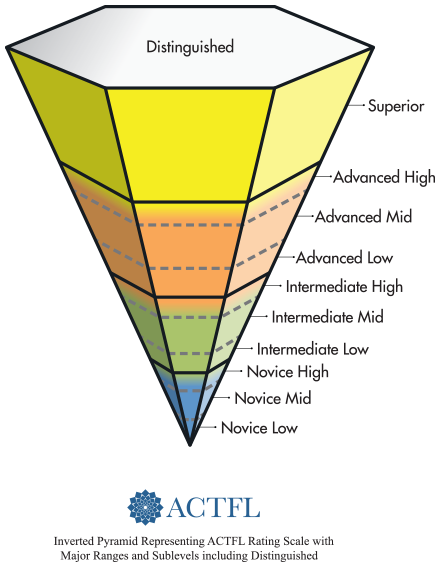 Distinguished
Superior
Advanced High
Advanced Mid
Advanced Low
Intermediate High
Intermediate Mid
Intermediate Low
Novice High
Novice Mid
Novice Low
ACTFL
Inverted Pyramid Representing ACTFL Rating Scale with
Major Ranges and Sublevels including Distinguished